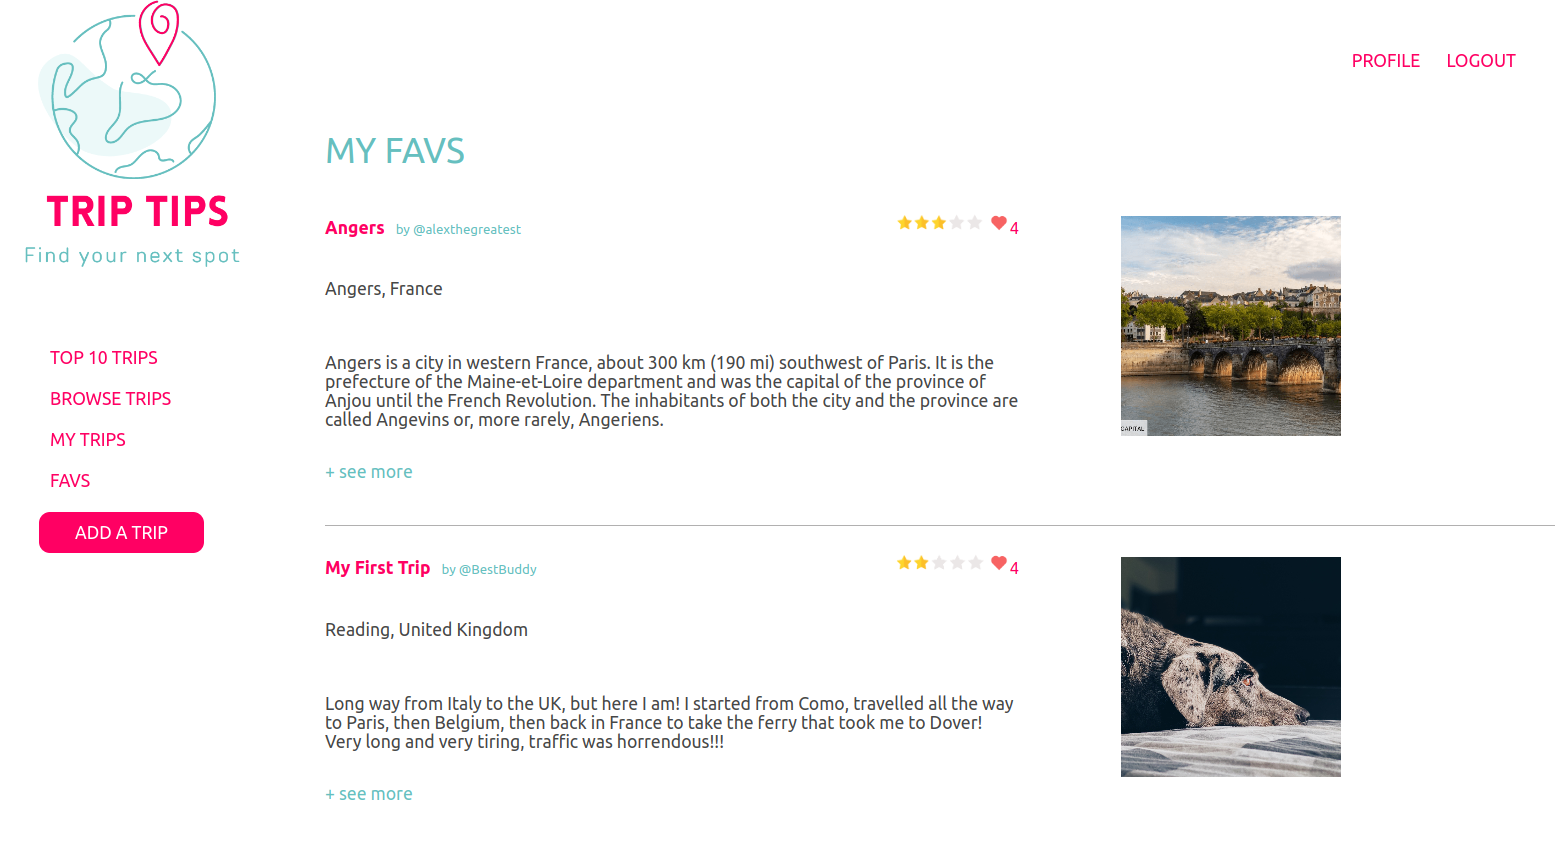 PROFILE LOGOUT
TRIP TIPS
Find your next spot
TOP 10 TRIPS
BROWSE TRIPS
MY TRIPS
FAVS
ADD A TRIP
MY FAVS
Angers by @alexthegreatest 4
Angers, France
Angers is a city in western France, about 300 km (190 mi) southwest of Paris. It is the
prefecture of the Maine-et-Loire department and was the capital of the province of
Anjou until the French Revolution. The inhabitants of both the city and the province are
called Angevins or, more rarely, Angeriens.
+ see more
CAPITAL
My First Trip by @BestBuddy 4
Reading, United Kingdom
Long way from Italy to the UK, but here I am! I started from Como, travelled all the way
to Paris, then Belgium, then back in France to take the ferry that took me to Dover!
Very long and very tiring, traffic was horrendous!!!
+ see more